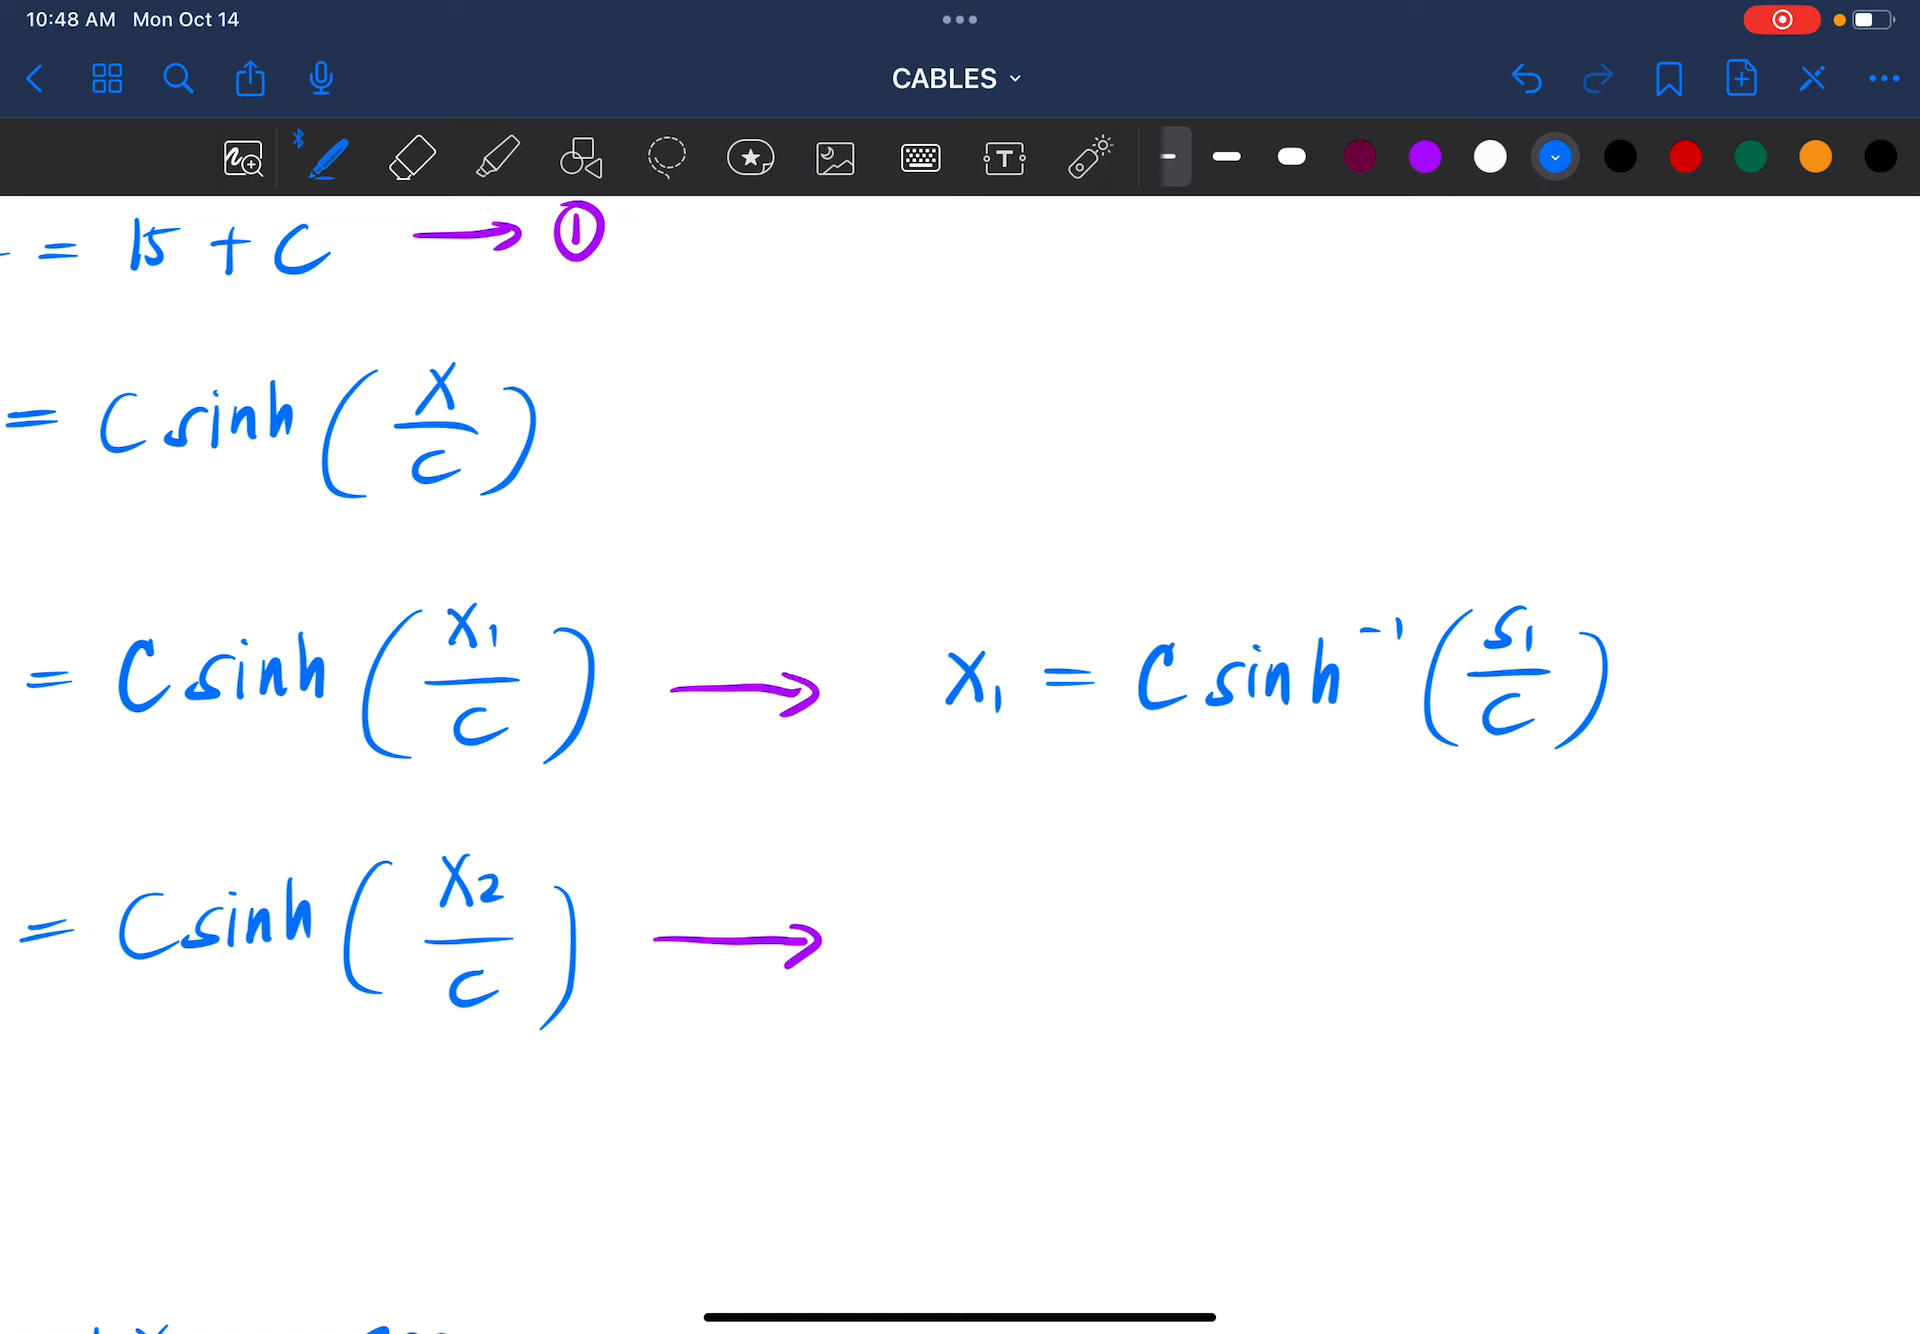 10:48 AM Mon Oct 14
CABLES
T
= 15 + C → ①
= C sinh (x/c)
= C sinh (x₁/c) → x₁ = C sinh⁻¹ (s₁/c)
= C sinh (x₂/c) →